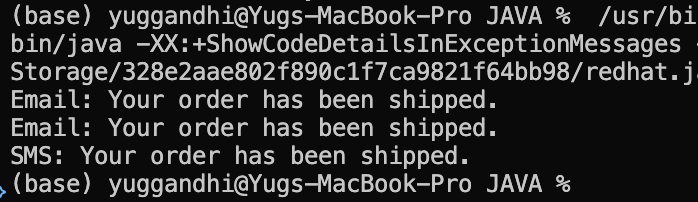 (base) yuggandhi@Yugs-MacBook-Pro JAVA %  /usr/bi
bin/java -XX:+ShowCodeDetailsInExceptionMessages
Storage/328e2aae802f890c1f7ca9821f64bb98/redhat.j
Email: Your order has been shipped.
Email: Your order has been shipped.
SMS: Your order has been shipped.
(base) yuggandhi@Yugs-MacBook-Pro JAVA %